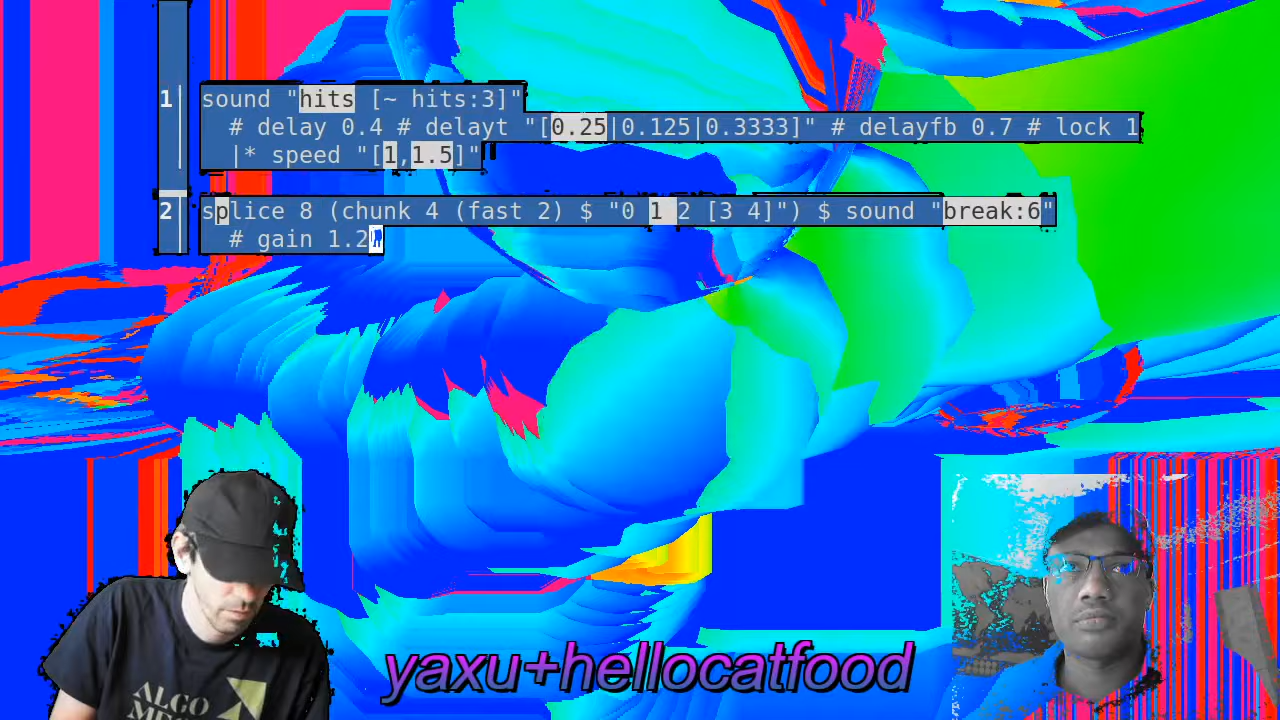 1
sound "hits [~ hits:3]"
# delay 0.4 # delayt "[0.25|0.125|0.3333]" # delayfb 0.7 # lock 1
|* speed "[1,1.5]"
2
splice 8 (chunk 4 (fast 2) $ "0 1 2 [3 4]") $ sound "break:6"
# gain 1.2
ALGO
yaxu+hellocatfood